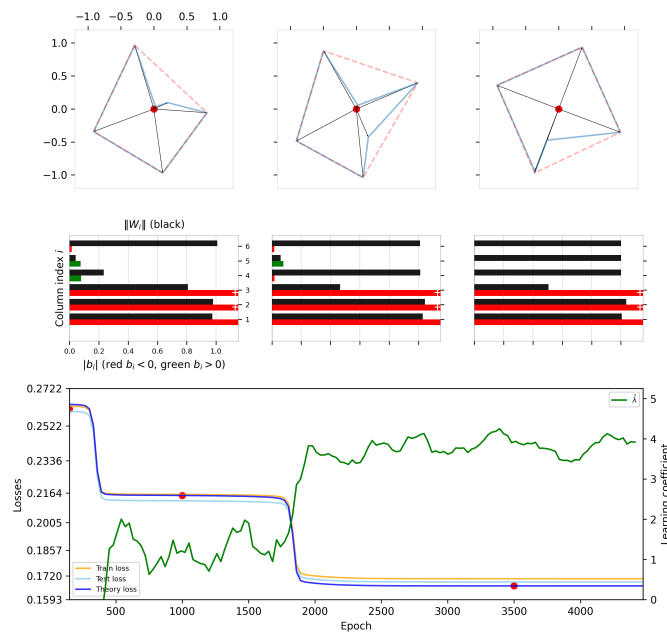 −1.0 −0.5 0.0 0.5 1.0
1.0
0.5
0.0
−0.5
−1.0
‖Wᵢ‖ (black)
Column index i
6
5
4
3
2
1
0.0 0.2 0.4 0.6 0.8 1.0
|bᵢ| (red bᵢ < 0, green bᵢ > 0)
0.2722
0.2522
0.2336
0.2164
0.2005
0.1857
0.1720
0.1593
Losses
λ̂
Train loss
Test loss
Theory loss
5
4
3
2
1
0
Learning coefficient
500 1000 1500 2000 2500 3000 3500 4000
Epoch